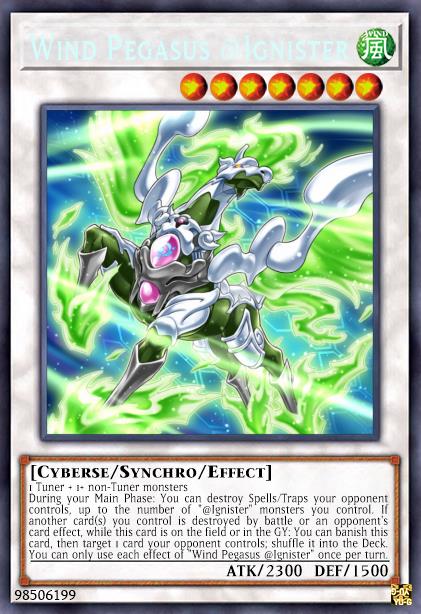 Wind Pegasus @Ignister
WIND
風
[Cyberse/Synchro/Effect]
1 Tuner + 1+ non-Tuner monsters
During your Main Phase: You can destroy Spells/Traps your opponent
controls, up to the number of "@Ignister" monsters you control. If
another card(s) you control is destroyed by battle or an opponent's
card effect, while this card is on the field or in the GY: You can banish
this card, then target 1 card your opponent controls; shuffle it into the Deck.
You can only use each effect of "Wind Pegasus @Ignister" once per turn.
ATK/2300 DEF/1500
98506199